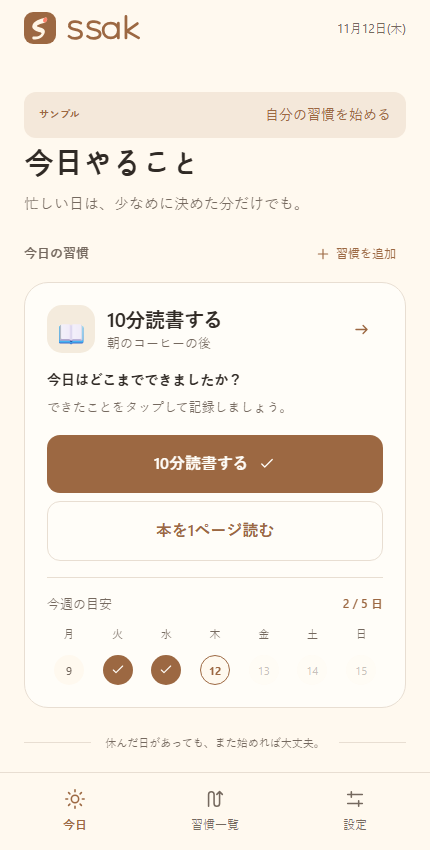 ssak
11月12日(木)
サンプル
自分の習慣を始める
今日やること
忙しい日は、少なめに決めた分だけでも。
今日の習慣
+ 習慣を追加
10分読書する
朝のコーヒーの後
今日はどこまでできましたか？
できたことをタップして記録しましょう。
10分読書する
本を1ページ読む
今週の目安
2 / 5 日
月 火 水 木 金 土 日
9 12 13 14 15
休んだ日があっても、また始めれば大丈夫。
今日 習慣一覧 設定